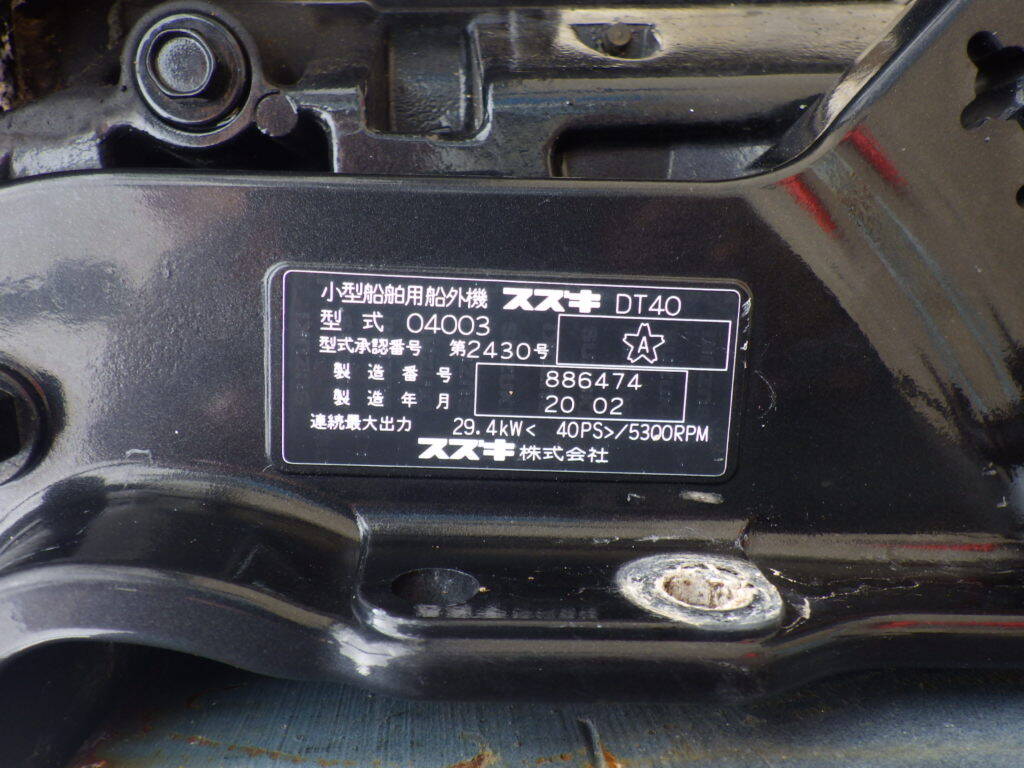 小型船舶用船外機 スズキ DT40
型式 04003
A
型式承認番号 第2430号
製造番号 886474
製造年月 20 02
連続最大出力 29.4kW< 40PS>/5300RPM
スズキ株式会社